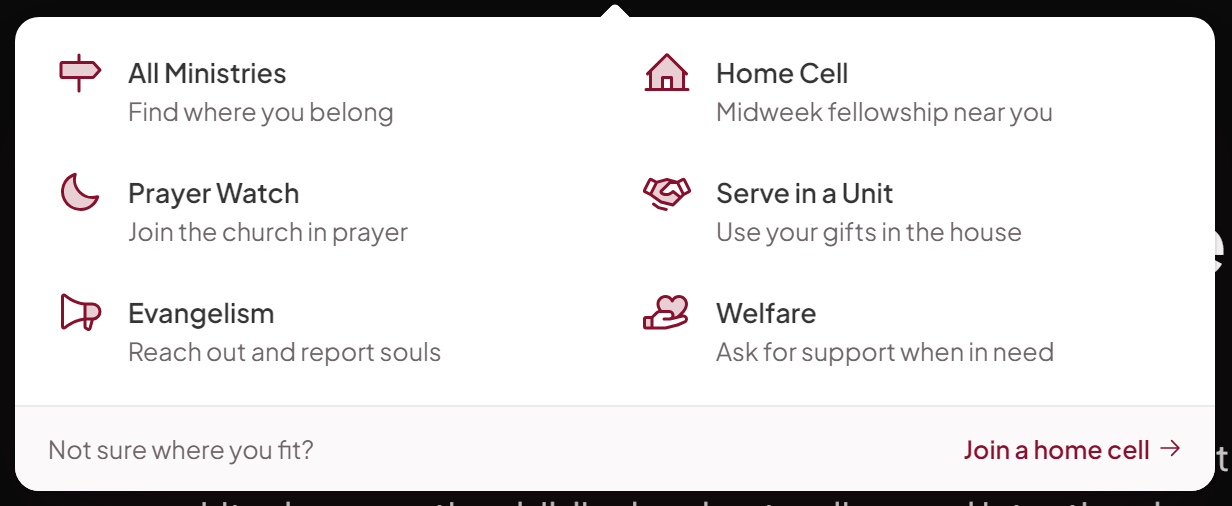 All Ministries
Find where you belong
Home Cell
Midweek fellowship near you
Prayer Watch
Join the church in prayer
Serve in a Unit
Use your gifts in the house
Evangelism
Reach out and report souls
Welfare
Ask for support when in need
Not sure where you fit?
Join a home cell →